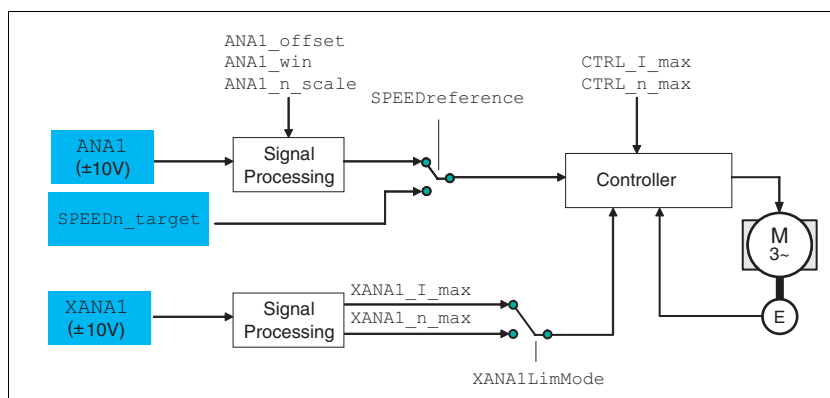 ANA1_offset
ANA1_win
ANA1_n_scale
CTRL_I_max
CTRL_n_max
SPEEDreference
ANA1
(±10V)
Signal
Processing
Controller
SPEEDn_target
M
3~
XANA1
(±10V)
Signal
Processing
XANA1_I_max
XANA1_n_max
E
XANA1LimMode